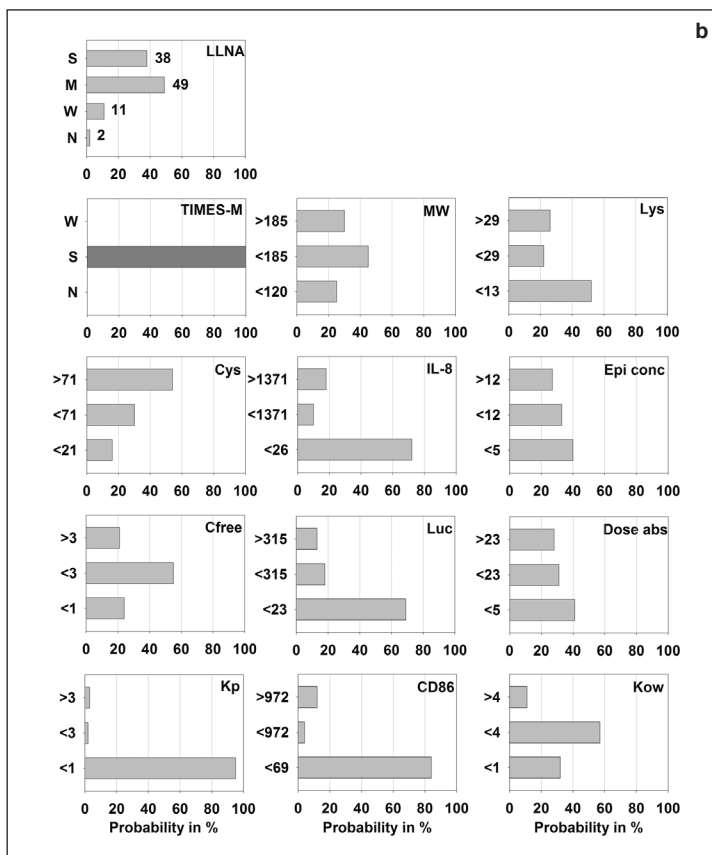 b
LLNA
S 38
M 49
W 11
N 2
0 20 40 60 80 100
TIMES-M
W
S
N
0 20 40 60 80 100
MW
>185
<185
<120
0 20 40 60 80 100
Lys
>29
<29
<13
0 20 40 60 80 100
Cys
>71
<71
<21
0 20 40 60 80 100
IL-8
>1371
<1371
<26
0 20 40 60 80 100
Epi conc
>12
<12
<5
0 20 40 60 80 100
Cfree
>3
<3
<1
0 20 40 60 80 100
Luc
>315
<315
<23
0 20 40 60 80 100
Dose abs
>23
<23
<5
0 20 40 60 80 100
Kp
>3
<3
<1
0 20 40 60 80 100
Probability in %
CD86
>972
<972
<69
0 20 40 60 80 100
Probability in %
Kow
>4
<4
<1
0 20 40 60 80 100
Probability in %